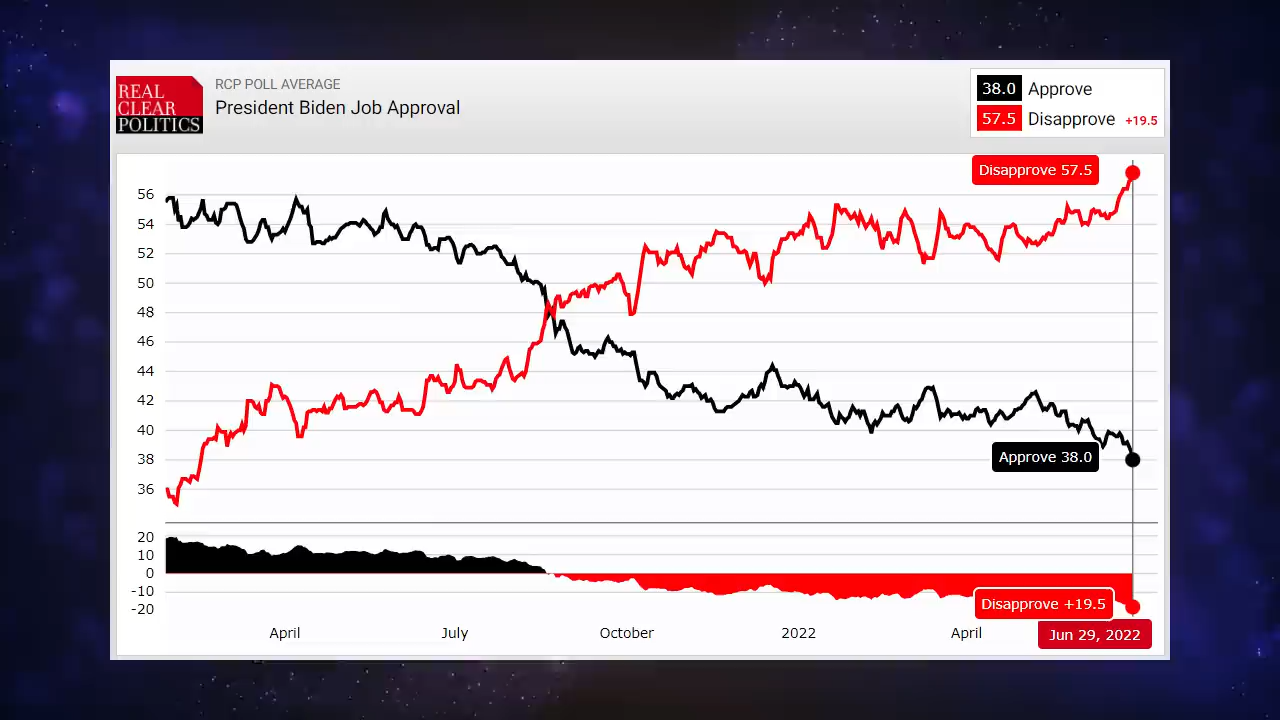 REAL
CLEAR
POLITICS
RCP POLL AVERAGE
President Biden Job Approval
38.0 Approve
57.5 Disapprove +19.5
Disapprove 57.5
56
54
52
50
48
46
44
42
40
38
36
Approve 38.0
20
10
0
-10
-20
Disapprove +19.5
April
July
October
2022
April
Jun 29, 2022